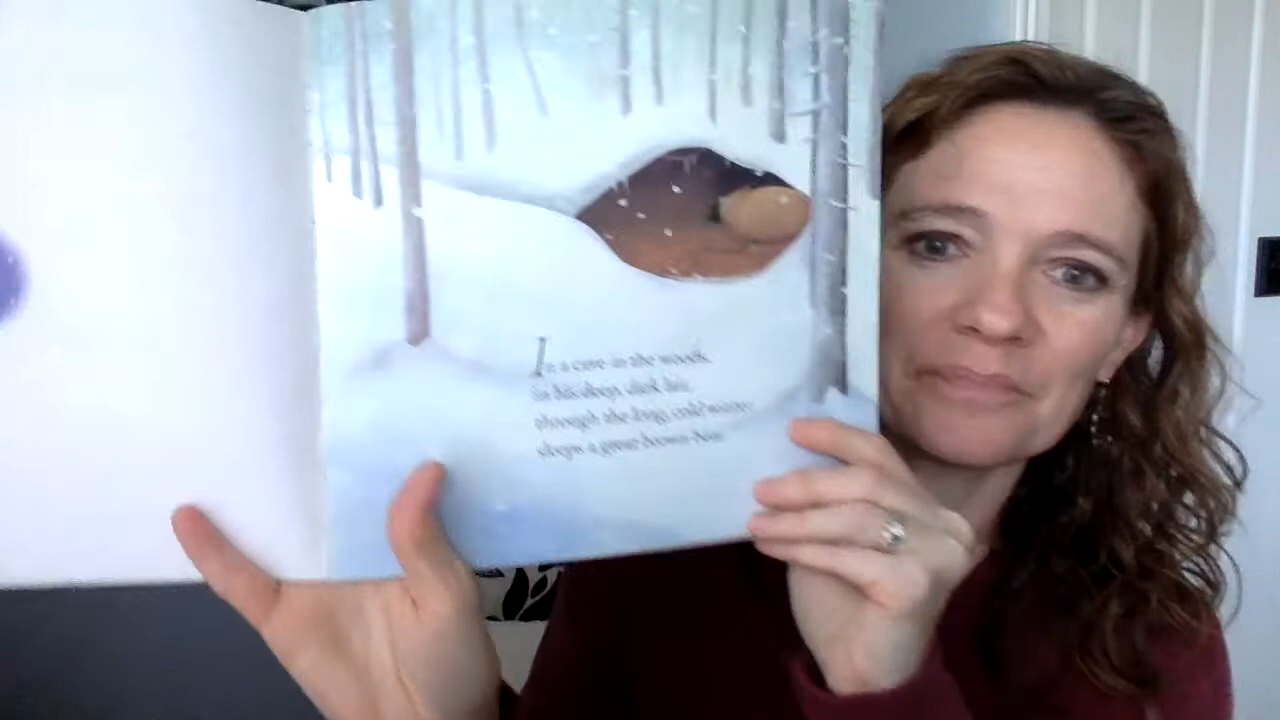 In a cave in the woods,
in his deep, dark lair,
through the long, cold winter
sleeps a great brown bear.